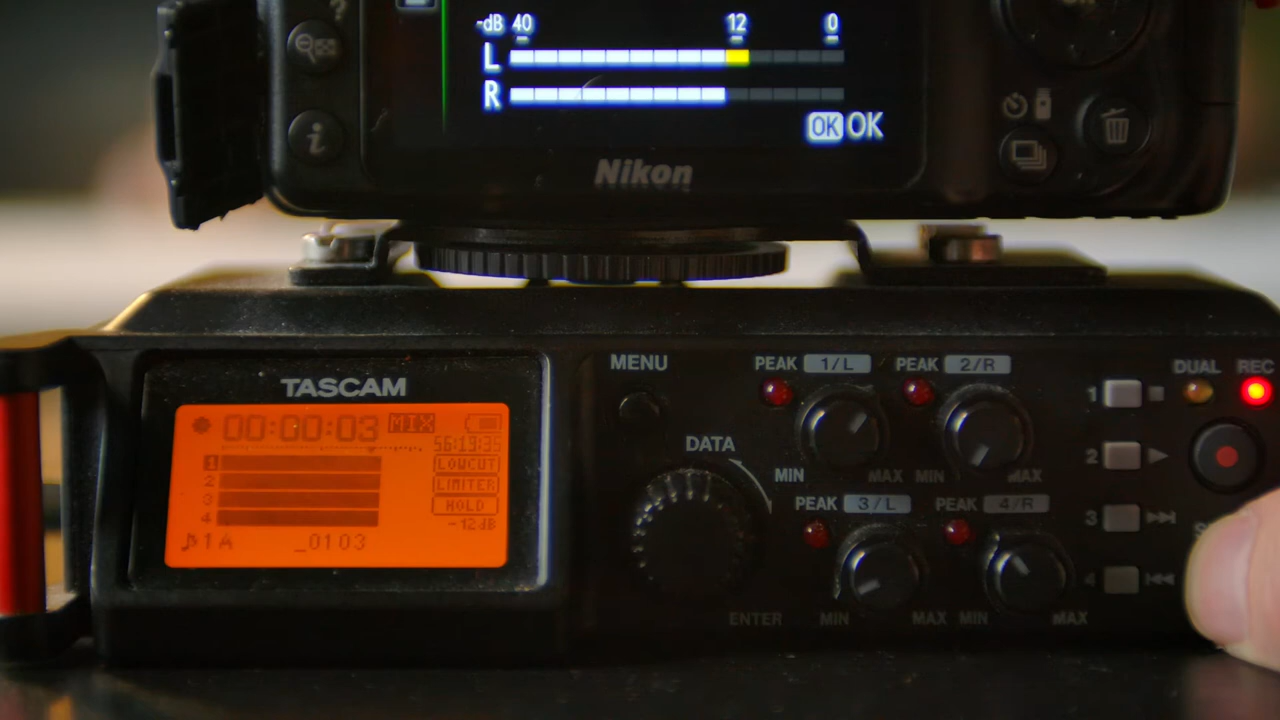 ?
-dB 40 12 0
L
R
OK OK
i
Nikon
TASCAM
00:00:03 MIX
56:13:35
1
2
3
4
LOWCUT
LIMITER
HOLD
-12dB
1A _0103
MENU
DATA
ENTER
PEAK 1/L PEAK 2/R
MIN MAX MIN MAX
PEAK 3/L PEAK 4/R
MIN MAX MIN MAX
DUAL REC
1
2
3
4